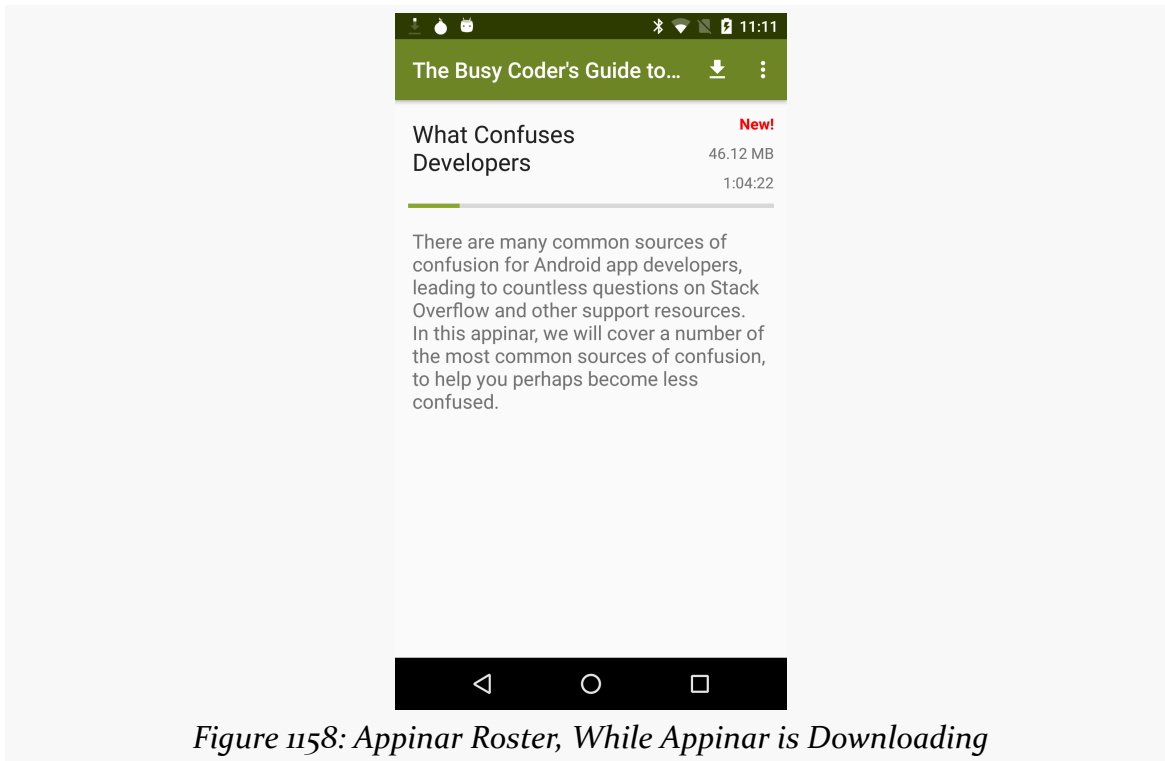 11:11
The Busy Coder's Guide to...
What Confuses
Developers
New!
46.12 MB
1:04:22
There are many common sources of
confusion for Android app developers,
leading to countless questions on Stack
Overflow and other support resources.
In this appinar, we will cover a number of
the most common sources of confusion,
to help you perhaps become less
confused.
Figure 1158: Appinar Roster, While Appinar is Downloading